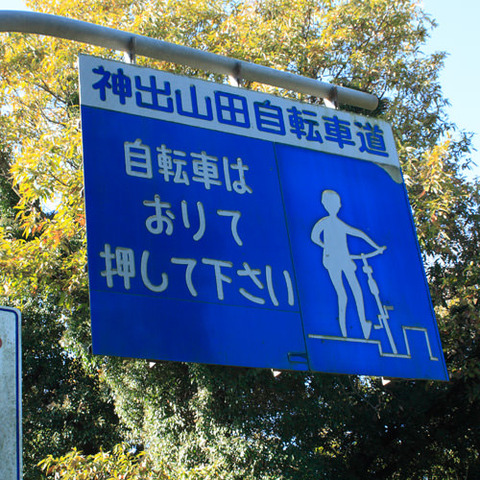 神出山田自転車道
自転車は
おりて
押して下さい